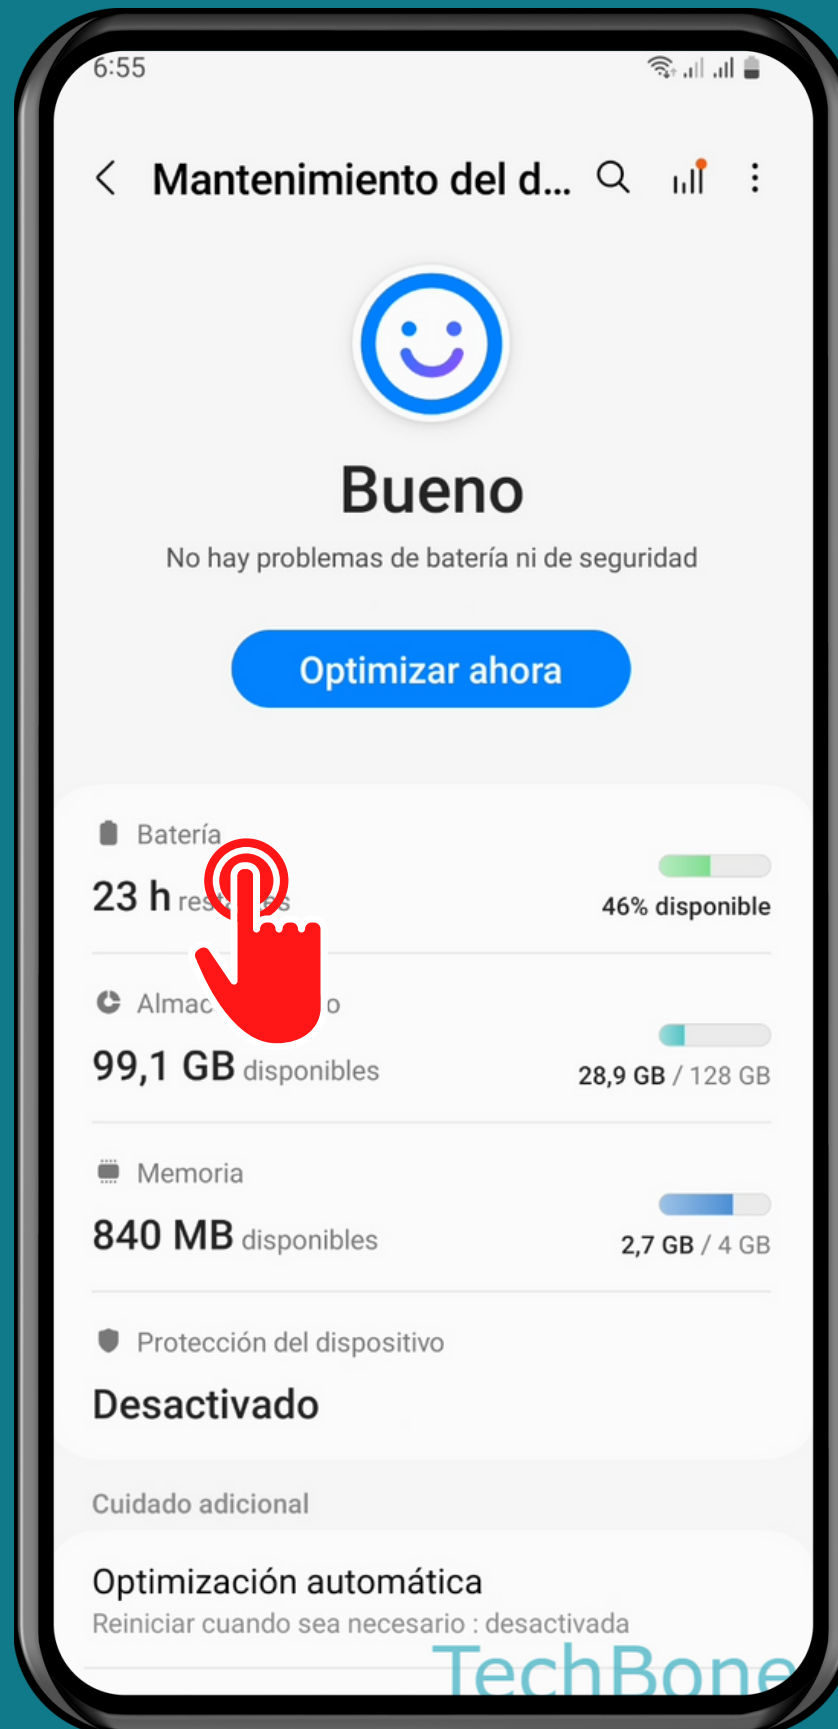 6:55
Mantenimiento del d...
Bueno
No hay problemas de batería ni de seguridad
Optimizar ahora
Batería
23 h
46% disponible
99,1 GB disponibles
28,9 GB / 128 GB
Memoria
840 MB disponibles
2,7 GB / 4 GB
Protección del dispositivo
Desactivado
Cuidado adicional
Optimización automática
Reiniciar cuando sea necesario : desactivada
TechBone